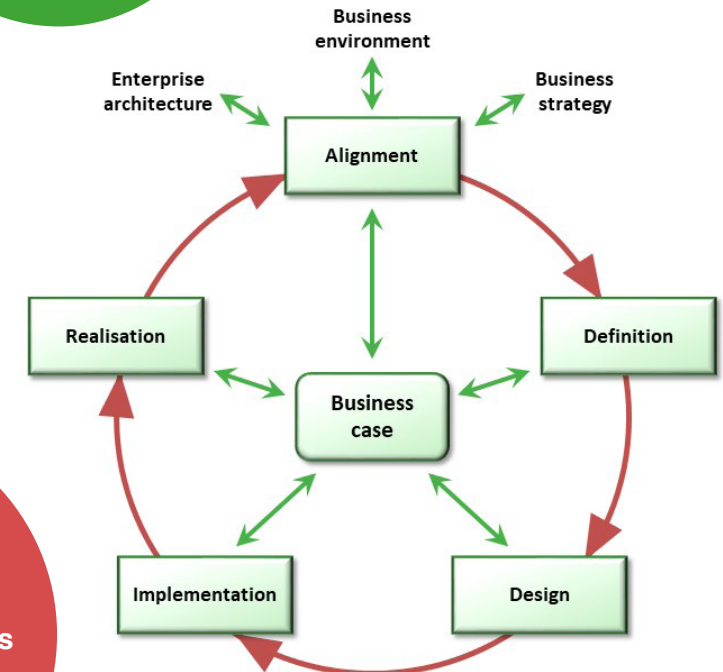 Business
environment
Enterprise
architecture
Business
strategy
Alignment
Realisation
Definition
Business
case
Implementation
Design
s